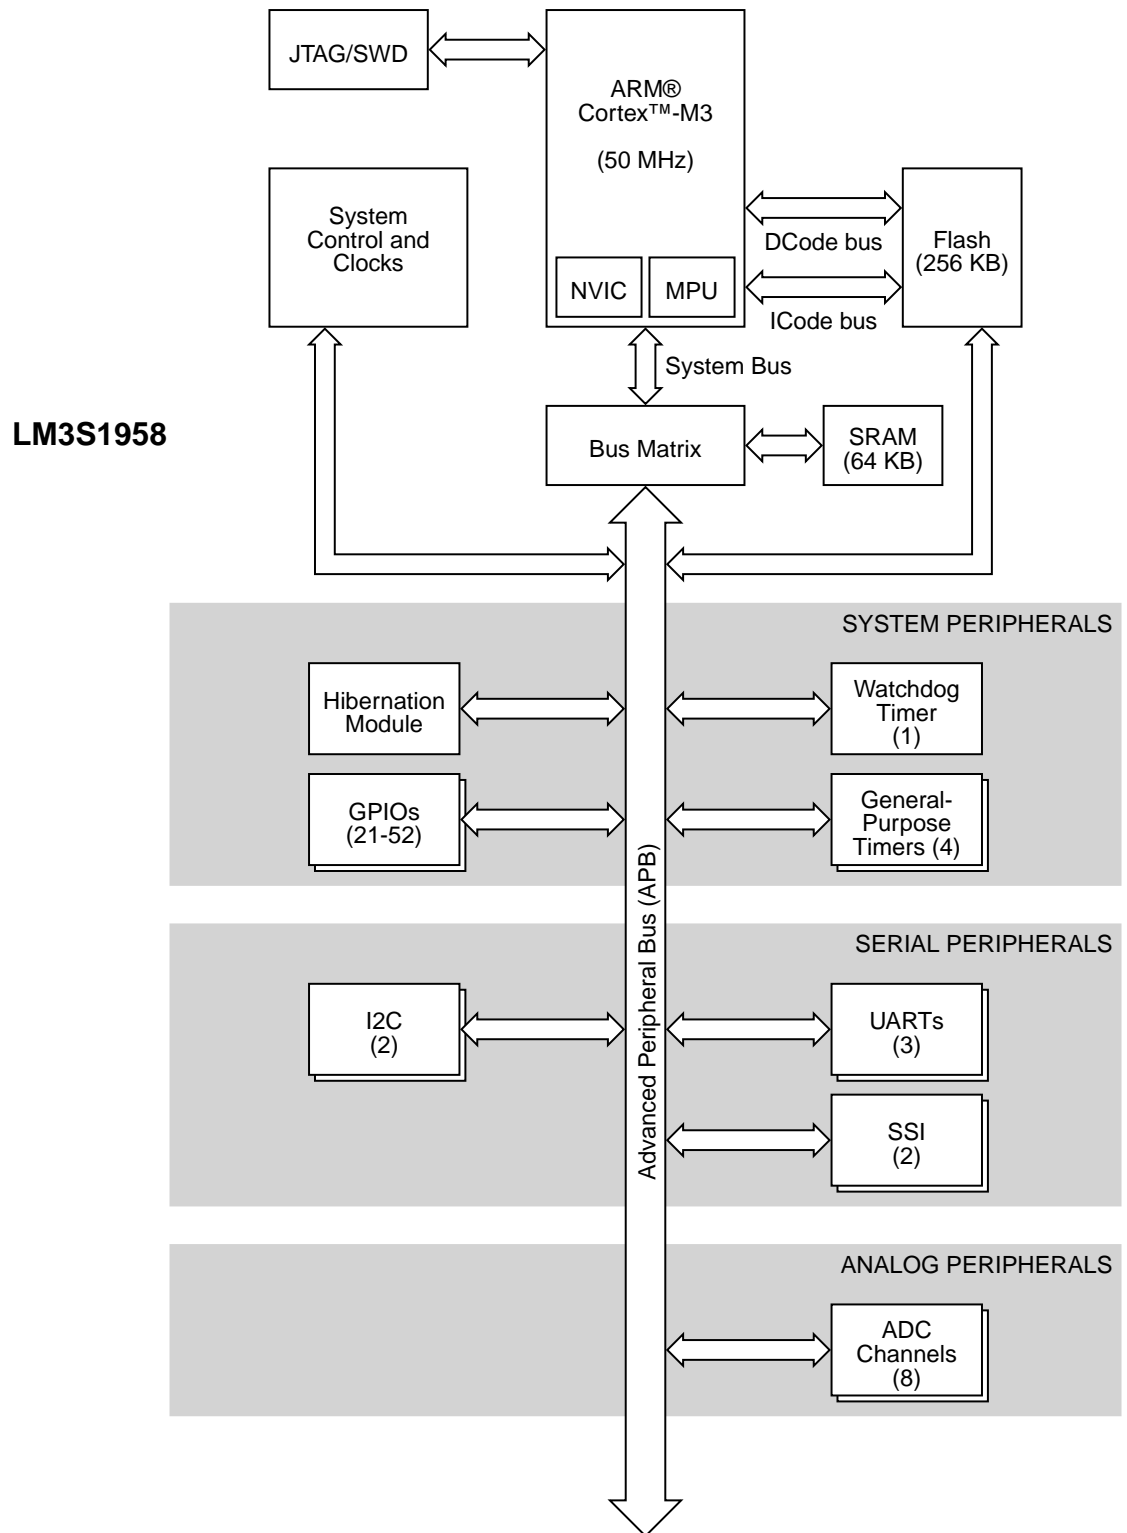 JTAG/SWD
ARM®
Cortex™-M3
(50 MHz)
System
Control and
Clocks
NVIC
MPU
DCode bus
ICode bus
Flash
(256 KB)
System Bus
LM3S1958
Bus Matrix
SRAM
(64 KB)
SYSTEM PERIPHERALS
Hibernation
Module
Watchdog
Timer
(1)
GPIOs
(21-52)
General-
Purpose
Timers (4)
Advanced Peripheral Bus (APB)
SERIAL PERIPHERALS
I2C
(2)
UARTs
(3)
SSI
(2)
ANALOG PERIPHERALS
ADC
Channels
(8)